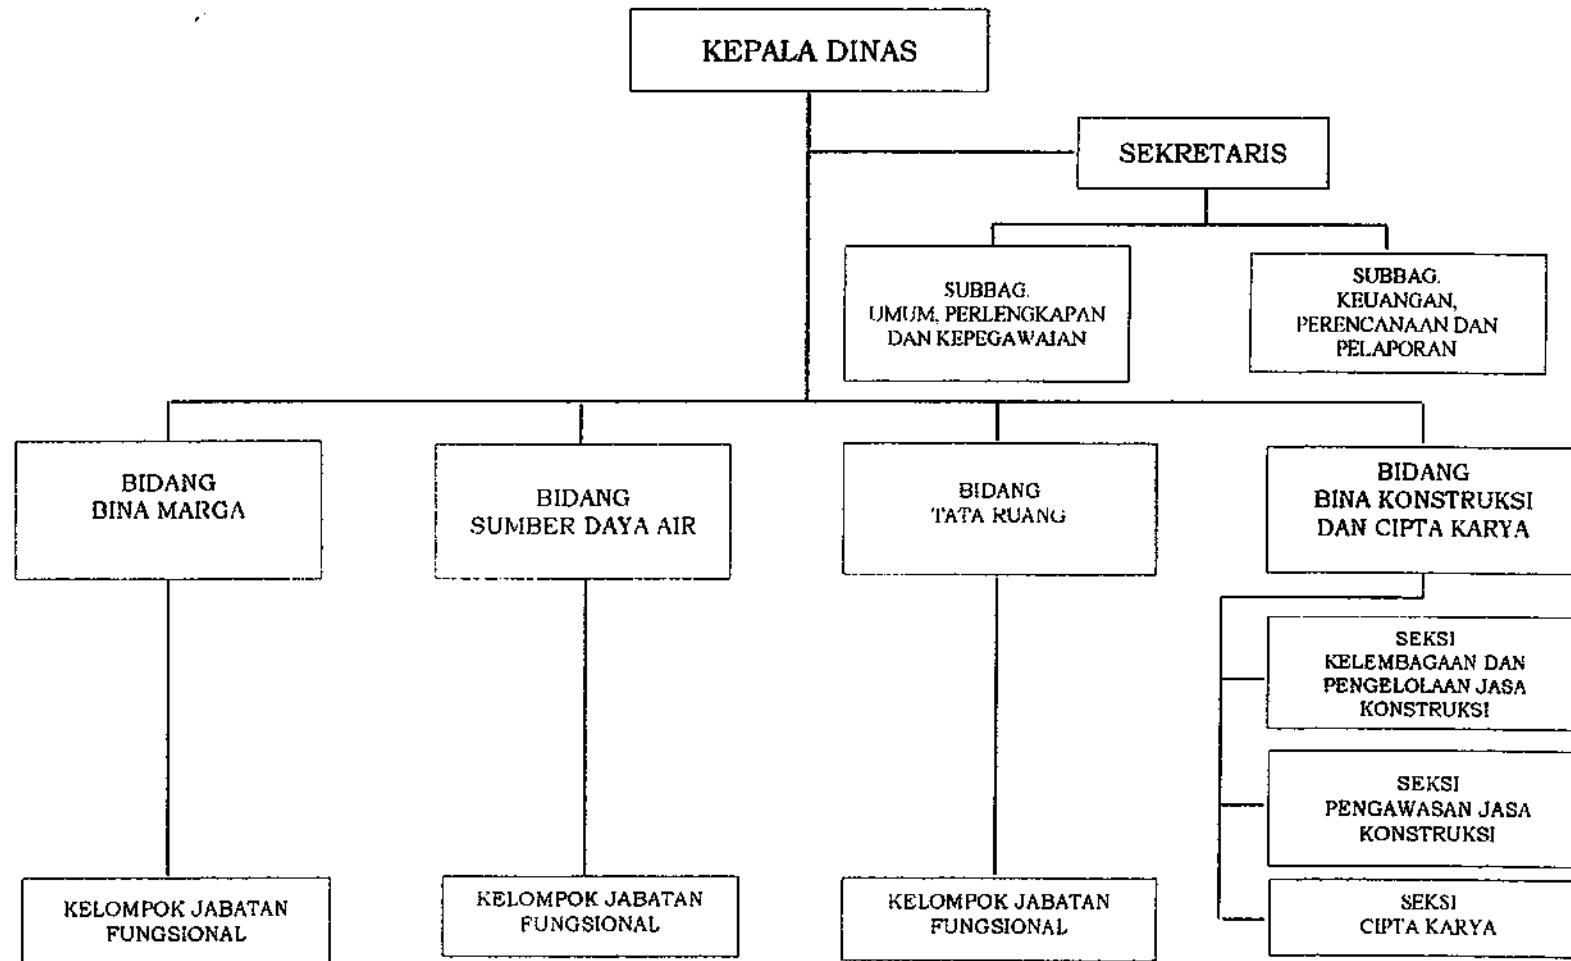 KEPALA DINAS
SEKRETARIS
SUBBAG.
UMUM, PERLENGKAPAN
DAN KEPEGAWAIAN
SUBBAG.
KEUANGAN,
PERENCANAAN DAN
PELAPORAN
BIDANG
BINA MARGA
BIDANG
SUMBER DAYA AIR
BIDANG
TATA RUANG
BIDANG
BINA KONSTRUKSI
DAN CIPTA KARYA
SEKSI
KELEMBAGAAN DAN
PENGELOLAAN JASA
KONSTRUKSI
SEKSI
PENGAWASAN JASA
KONSTRUKSI
KELOMPOK JABATAN
FUNGSIONAL
KELOMPOK JABATAN
FUNGSIONAL
KELOMPOK JABATAN
FUNGSIONAL
SEKSI
CIPTA KARYA